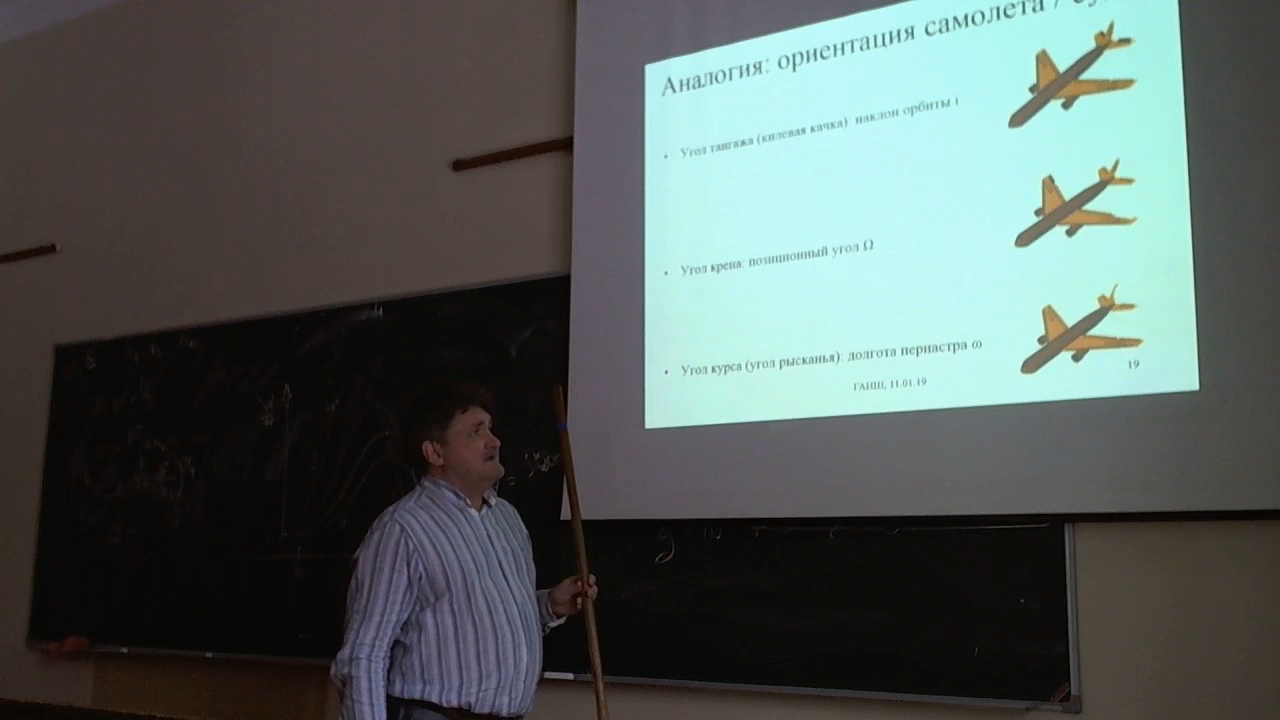 Аналогия: ориентация самолета /
• Угол тангажа (килевая качка): наклон орбиты i
• Угол крена: позиционный угол Ω
• Угол курса (угол рысканья): долгота периастра ω
ГАИШ, 11.01.19
19